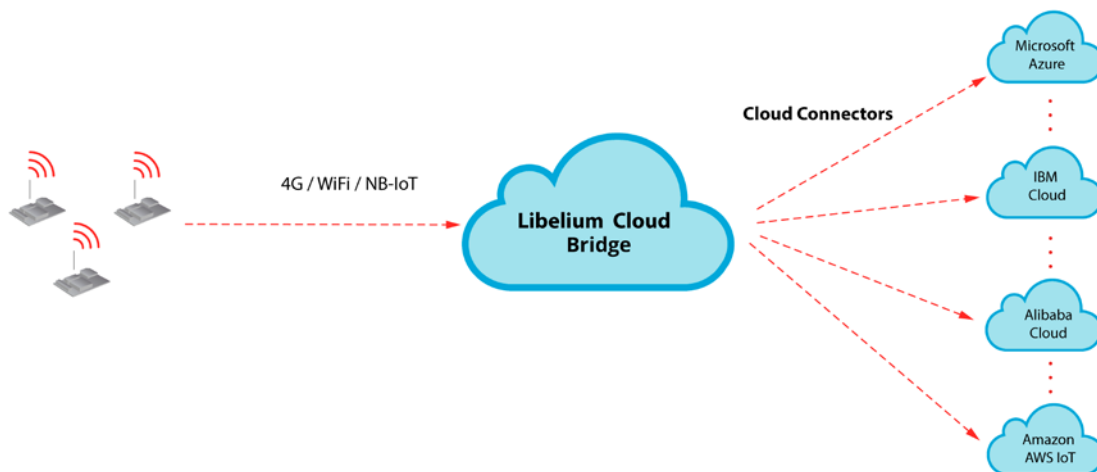 Microsoft
Azure
Cloud Connectors
4G / WiFi / NB-IoT
IBM
Cloud
Libelium Cloud
Bridge
Alibaba
Cloud
Amazon
AWS IoT